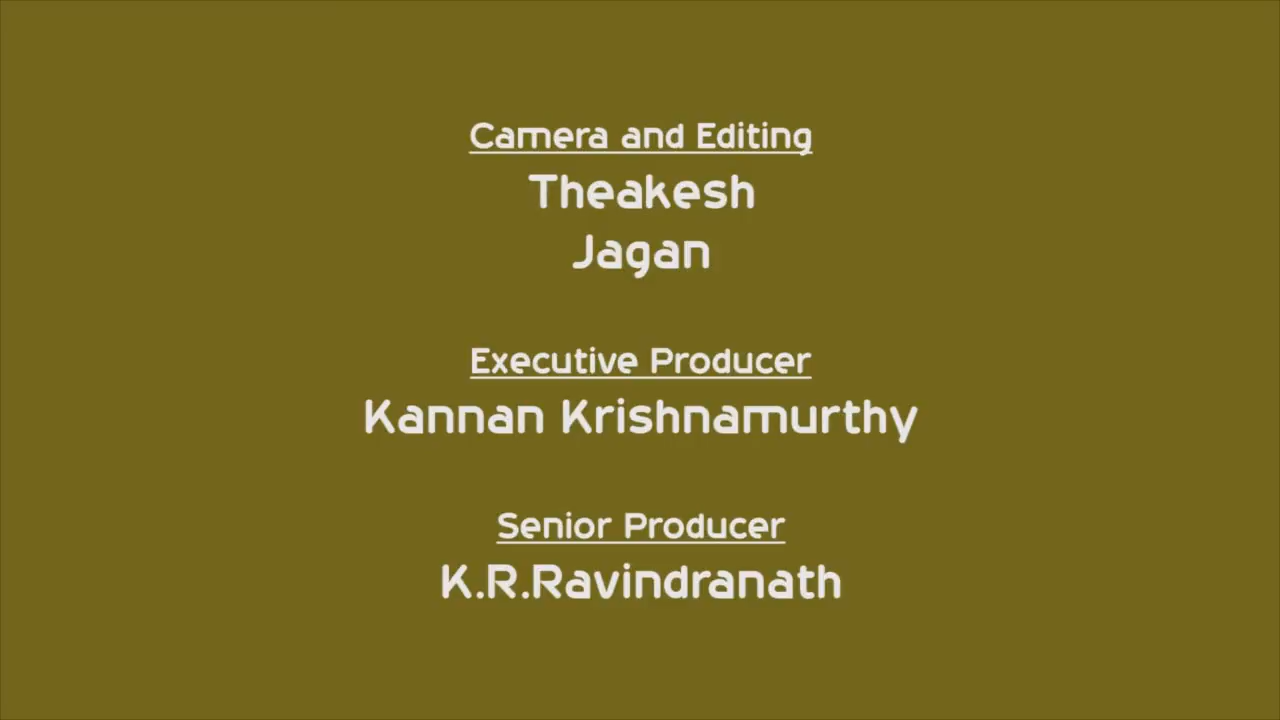 Camera and Editing
Theakesh
Jagan
Executive Producer
Kannan Krishnamurthy
Senior Producer
K.R.Ravindranath